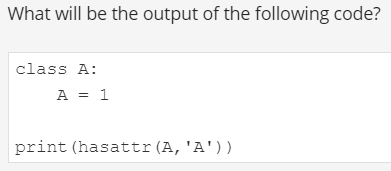 What will be the output of the following code?
class A:
    A = 1
print(hasattr(A,'A'))